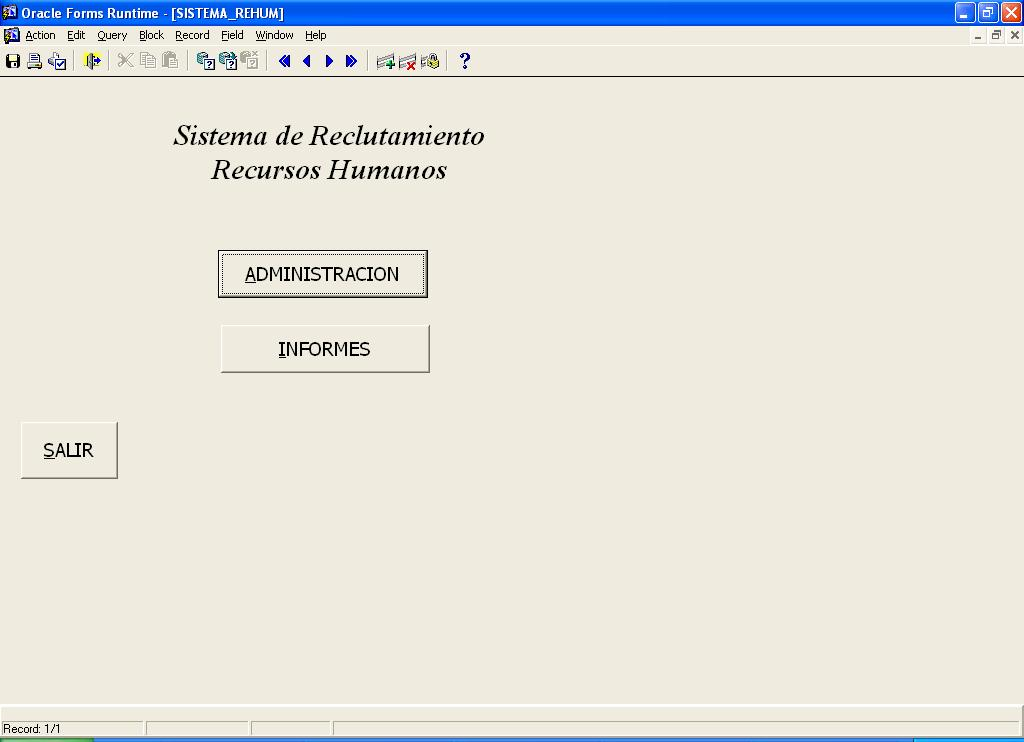 Oracle Forms Runtime - [SISTEMA_REHUM]
Action Edit Query Block Record Field Window Help
Sistema de Reclutamiento
Recursos Humanos
ADMINISTRACION
INFORMES
SALIR
Record: 1/1